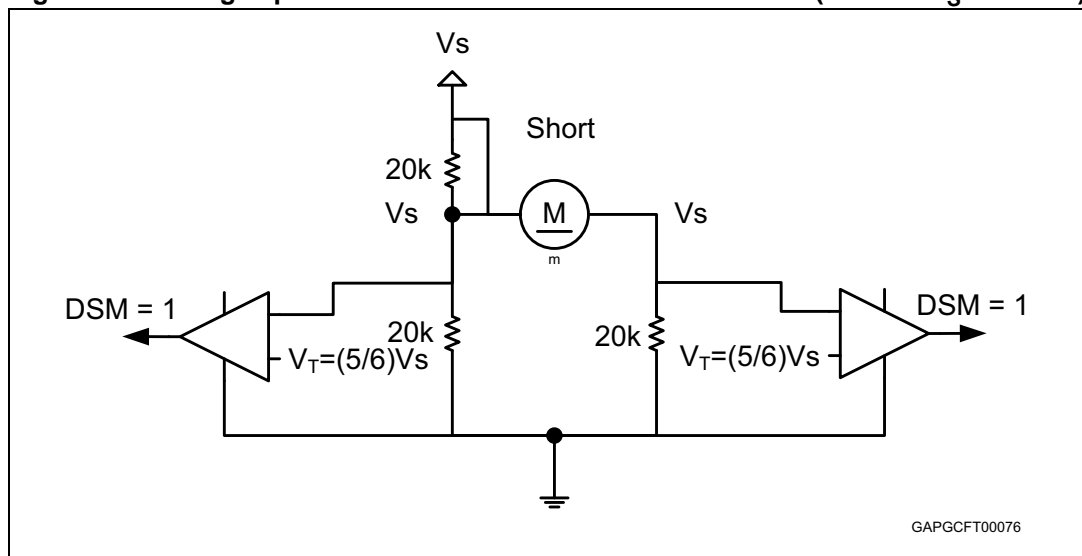 Vs
Short
20k
Vs
M
Vs
m
DSM = 1
DSM = 1
20k
20k
V_T=(5/6)Vs
V_T=(5/6)Vs
GAPGCFT00076